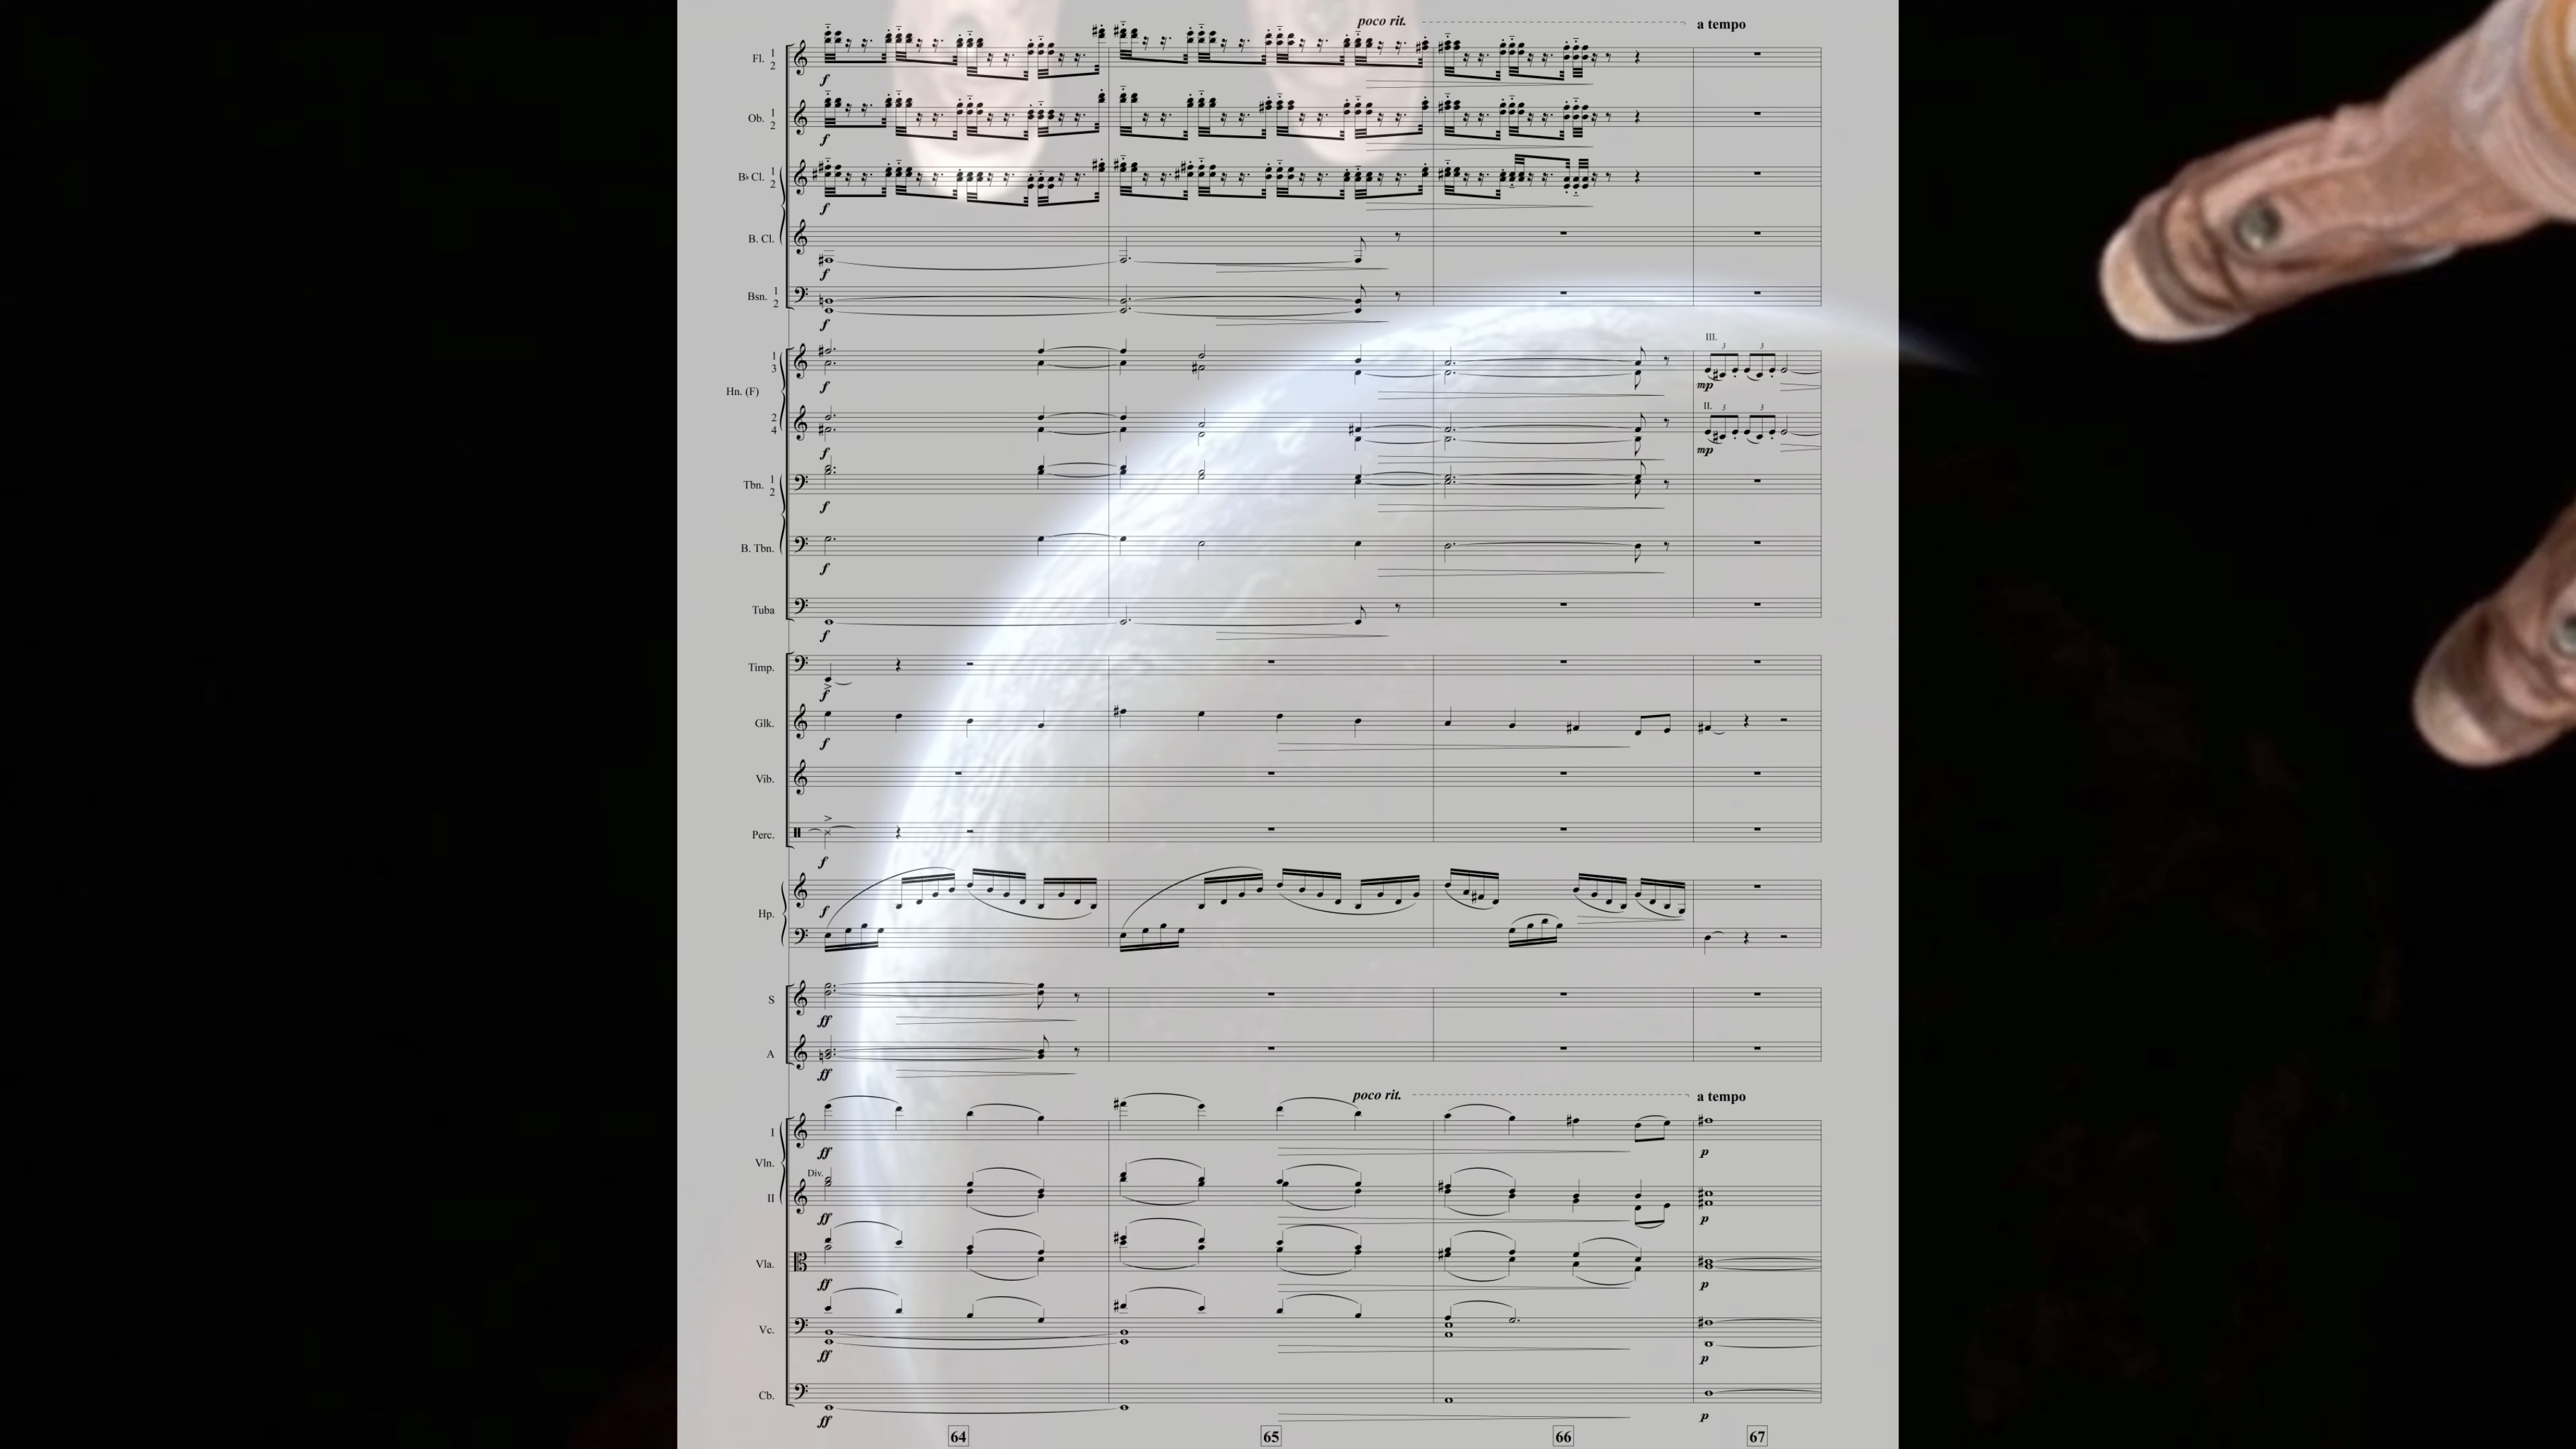 poco rit. a tempo
Fl. 1 2
f
Ob. 1 2
f
B♭ Cl. 1 2
f
B. Cl.
f
Bsn. 1 2
f
III.
3 3
Hn. (F) 1 3
f mp
II.
3 3
2 4
f mp
Tbn. 1 2
f
B. Tbn.
f
Tuba
f
Timp.
f
Glk.
f
Vib.
Perc.
f
Hp.
f
S
ff
A
ff
poco rit. a tempo
Vln. I
ff p
Div.
II
ff p
Vla.
ff p
Vc.
ff p
Cb.
ff p
64 65 66 67